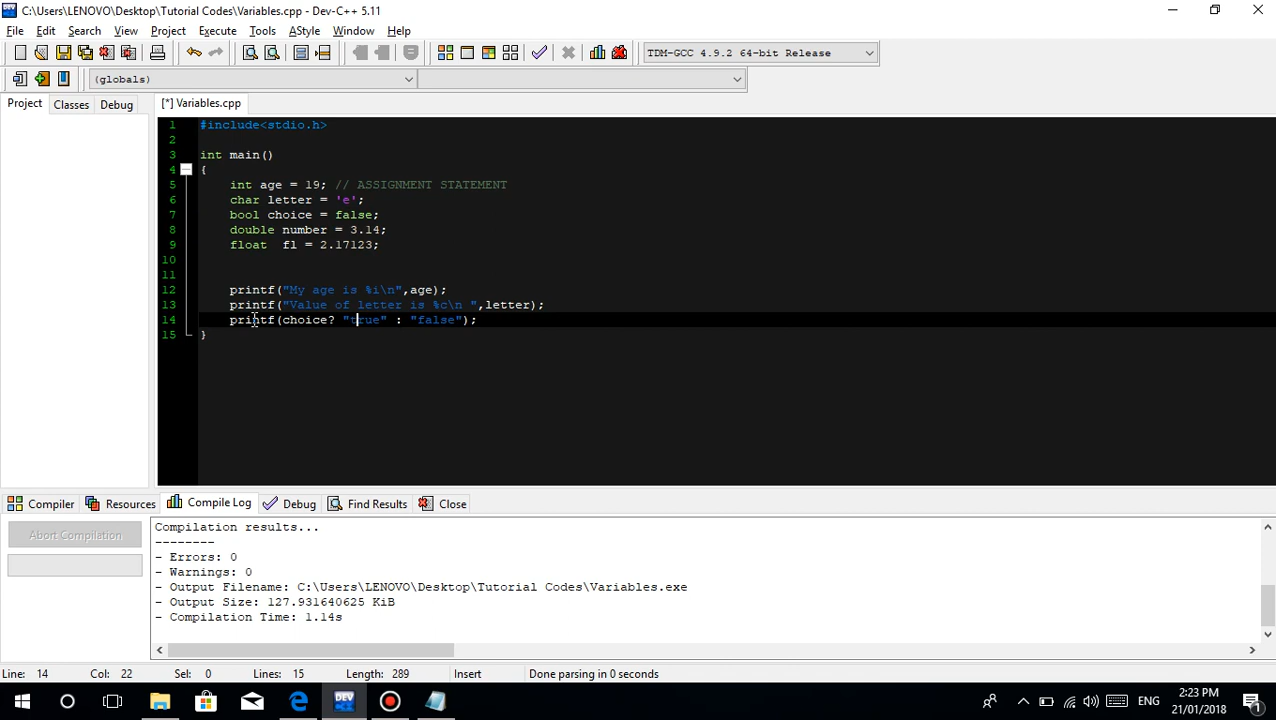 C:\Users\LENOVO\Desktop\Tutorial Codes\Variables.cpp - Dev-C++ 5.11
File Edit Search View Project Execute Tools AStyle Window Help
TDM-GCC 4.9.2 64-bit Release
(globals)
Project Classes Debug [*] Variables.cpp
1 #include<stdio.h>
2
3 int main()
4 {
5 int age = 19; // ASSIGNMENT STATEMENT
6 char letter = 'e';
7 bool choice = false;
8 double number = 3.14;
9 float fl = 2.17123;
10
11
12 printf("My age is %i\n",age);
13 printf("Value of letter is %c\n ",letter);
14 printf(choice? "true" : "false");
15 }
Compiler Resources Compile Log Debug Find Results Close
Abort Compilation
Compilation results...
--------
- Errors: 0
- Warnings: 0
- Output Filename: C:\Users\LENOVO\Desktop\Tutorial Codes\Variables.exe
- Output Size: 127.931640625 KiB
- Compilation Time: 1.14s
Line: 14 Col: 22 Sel: 0 Lines: 15 Length: 289 Insert Done parsing in 0 seconds
DEV
ENG
2:23 PM
21/01/2018